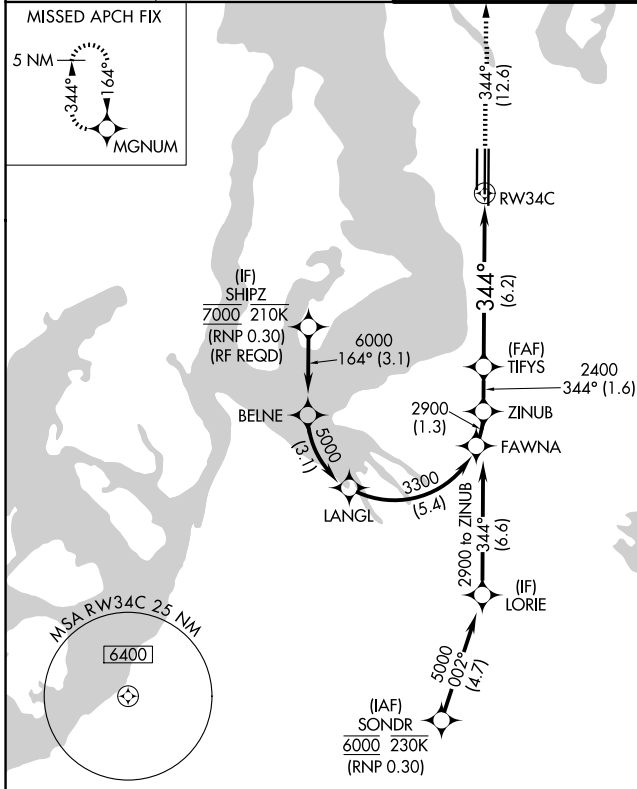 MISSED APCH FIX
5 NM
344°
164°
MGNUM
344°
(12.6)
RW34C
344°
(6.2)
(IF)
SHIPZ
7000 210K
(RNP 0.30)
(RF REQD)
6000
164° (3.1)
(FAF)
TIFYS
2400
344° (1.6)
BELNE
2900
(1.3)
ZINUB
FAWNA
5000
(3.1)
LANGL
3300
(5.4)
2900 to ZINUB
344°
(6.6)
(IF)
LORIE
MSA RW34C 25 NM
6400
5000
002°
(4.7)
(IAF)
SONDR
6000 230K
(RNP 0.30)